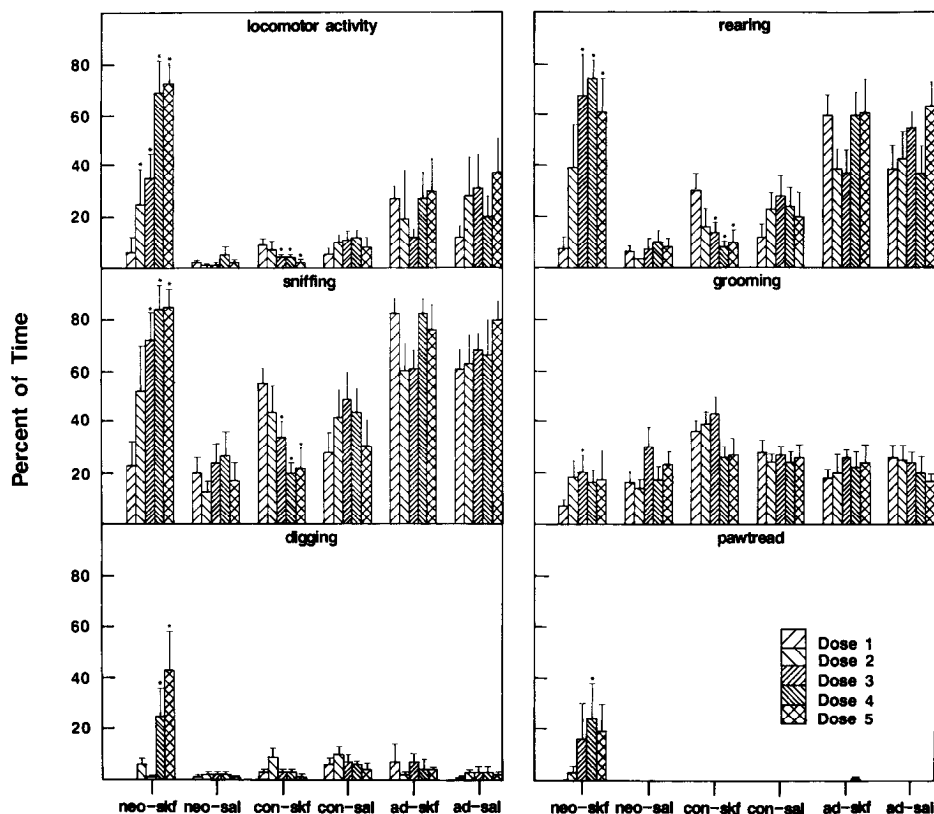 locomotor activity
rearing
80
60
40
20
sniffing
grooming
80
60
40
20
digging
pawtread
80
60
40
20
Percent of Time
Dose 1
Dose 2
Dose 3
Dose 4
Dose 5
neo-skf neo-sal con-skf con-sal ad-skf ad-sal
neo-skf neo-sal con-skf con-sal ad-skf ad-sal